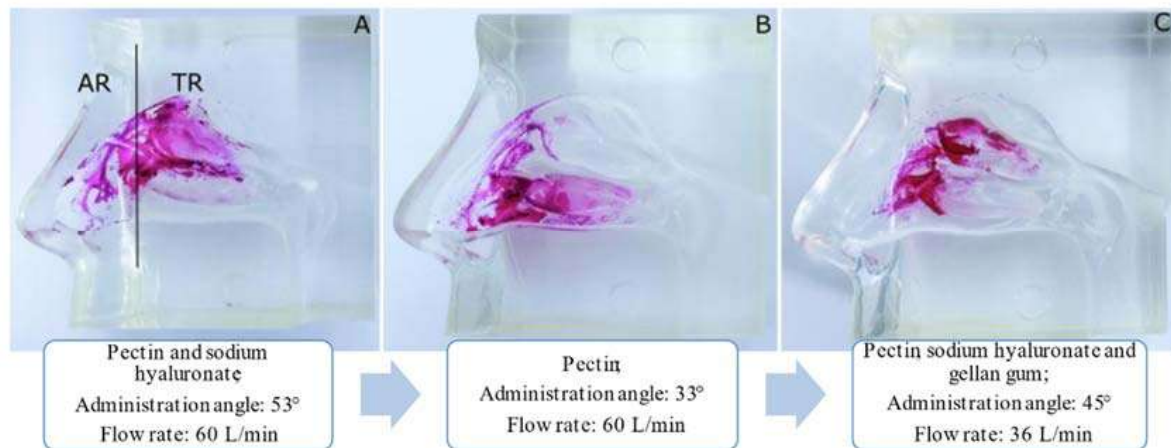 A
AR
TR
B
C
Pectin and sodium
hyaluronate;
Administration angle: 53°
Flow rate: 60 L/min
Pectin;
Administration angle: 33°
Flow rate: 60 L/min
Pectin, sodium hyaluronate and
gellan gum;
Administration angle: 45°
Flow rate: 36 L/min